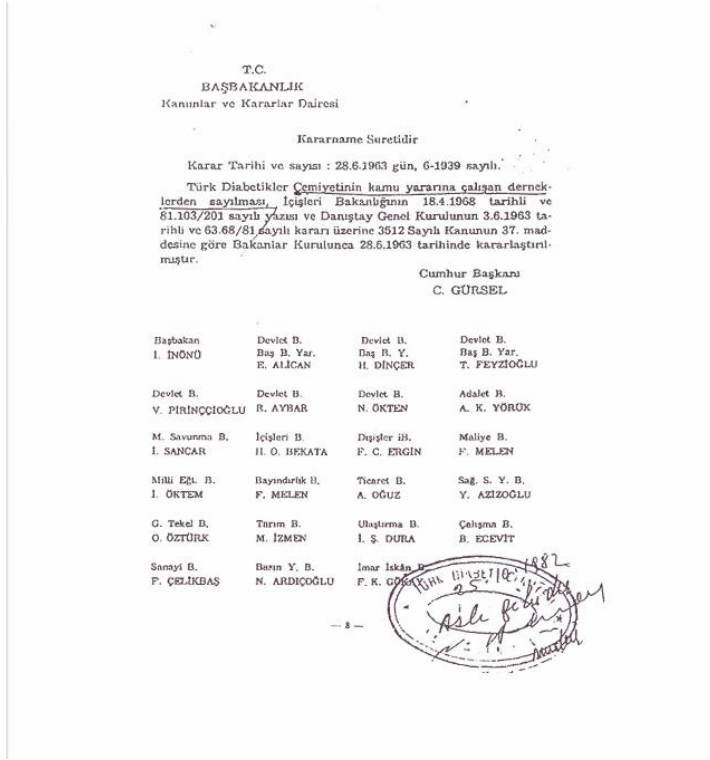 T.C.
BAŞBAKANLIK
Kanunlar ve Kararlar Dairesi
Kararname Suretidir
Karar Tarihi ve sayısı : 28.6.1963 gün, 6-1939 sayılı.
Türk Diabetikler Çemiyetinin kamu yararına çalışan dernek-
lerden sayılması, İçişleri Bakanlığının 18.4.1968 tarihli ve
81.103/201 sayılı yazısı ve Danıştay Genel Kurulunun 3.6.1963 ta-
rihli ve 63.68/81 sayılı kararı üzerine 3512 Sayılı Kanunun 37. mad-
desine göre Bakanlar Kurulunca 28.6.1963 tarihinde kararlaştırıl-
mıştır.
Cumhur Başkanı
C. GÜRSEL
Başbakan Devlet B. Devlet B. Devlet B.
İ. İNÖNÜ Baş B. Yar. Baş B. Y. Baş B. Yar.
E. ALİCAN H. DİNÇER T. FEYZİOĞLU
Devlet B. Devlet B. Devlet B. Adalet B.
V. PİRİNÇÇİOĞLU R. AYBAR N. ÖKTEN A. K. YÖRÜK
M. Savunma B. İçişleri B. Dışişler iB. Maliye B.
İ. SANCAR H. O. BEKATA F. C. ERGİN F. MELEN
Milli Eğt. B. Bayındırlık B. Ticaret B. Sağ. S. Y. B.
İ. ÖKTEM F. MELEN A. OĞUZ Y. AZİZOĞLU
G. Tekel B. Tarım B. Ulaştırma B. Çalışma B.
O. ÖZTÜRK M. İZMEN İ. Ş. DURA B. ECEVİT
Sanayi B. Basın Y. B. İmar İskân B.
F. ÇELİKBAŞ N. ARDIÇOĞLU F. K.
1882
TÜRK
25
Aslı
— 8 —